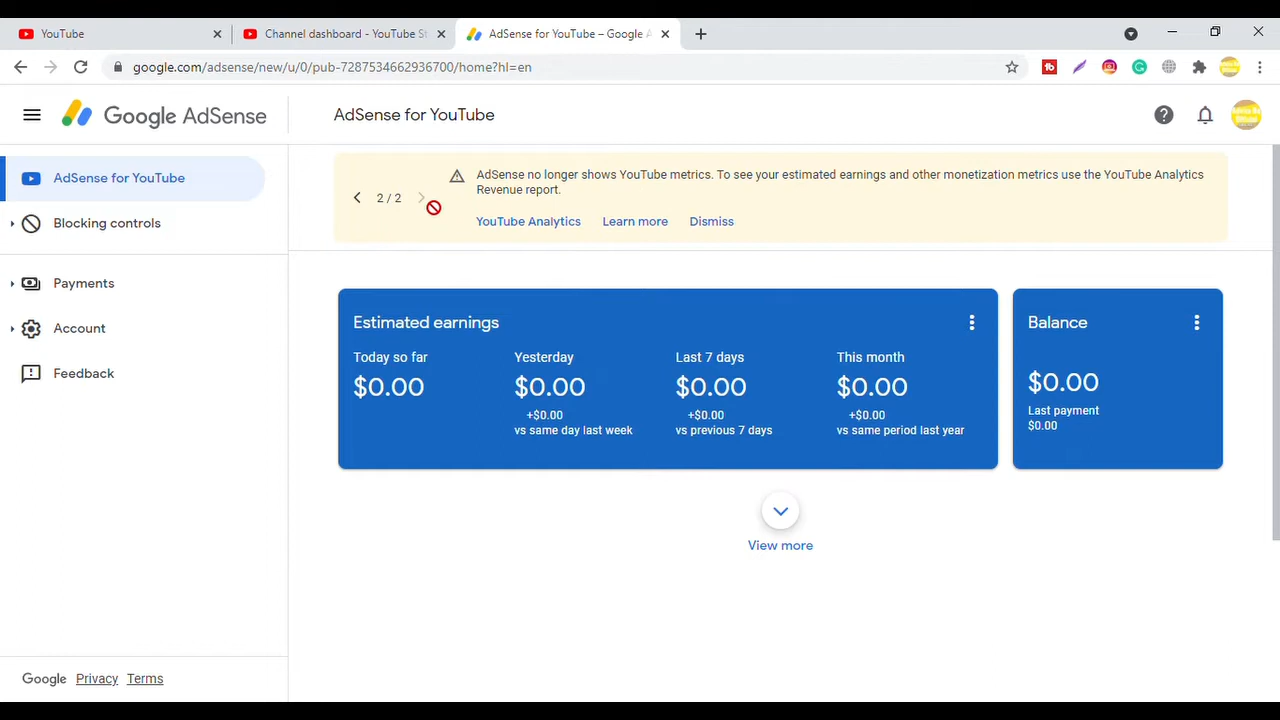 YouTube
Channel dashboard - YouTube St
AdSense for YouTube – Google A
google.com/adsense/new/u/0/pub-7287534662936700/home?hl=en
Google AdSense
AdSense for YouTube
AdSense for YouTube
Blocking controls
Payments
Account
Feedback
Google Privacy Terms
2 / 2
AdSense no longer shows YouTube metrics. To see your estimated earnings and other monetization metrics use the YouTube Analytics
Revenue report.
YouTube Analytics Learn more Dismiss
Estimated earnings
Today so far Yesterday Last 7 days This month
$0.00 $0.00 $0.00 $0.00
+$0.00 +$0.00 +$0.00
vs same day last week vs previous 7 days vs same period last year
Balance
$0.00
Last payment
$0.00
View more